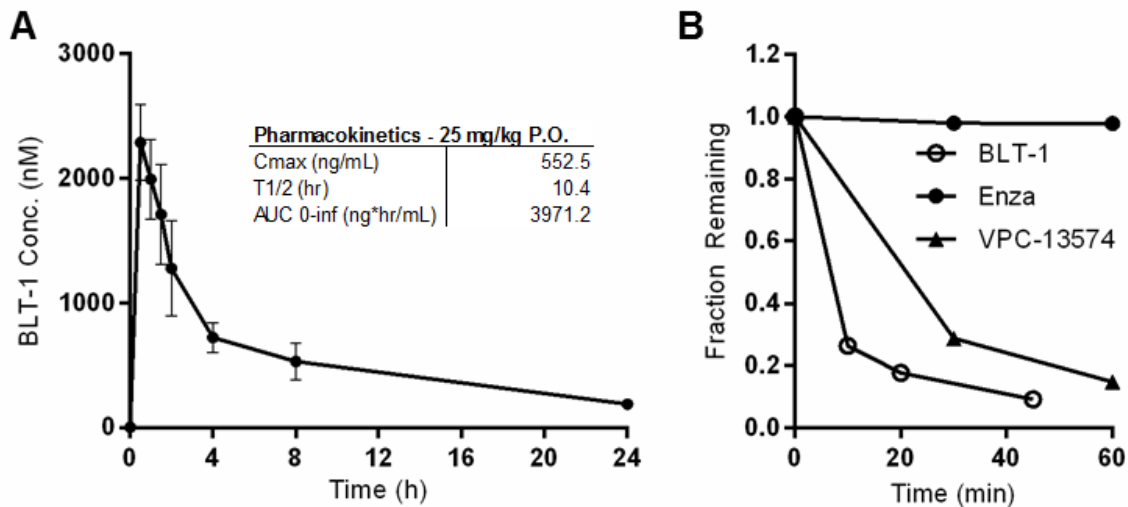 A
BLT-1 Conc. (nM)
3000
2000
1000
0
0 4 8 12 16 20 24
Time (h)
Pharmacokinetics - 25 mg/kg P.O.
Cmax (ng/mL) 552.5
T1/2 (hr) 10.4
AUC 0-inf (ng*hr/mL) 3971.2
B
Fraction Remaining
1.2
1.0
0.8
0.6
0.4
0.2
0.0
0 20 40 60
Time (min)
BLT-1
Enza
VPC-13574